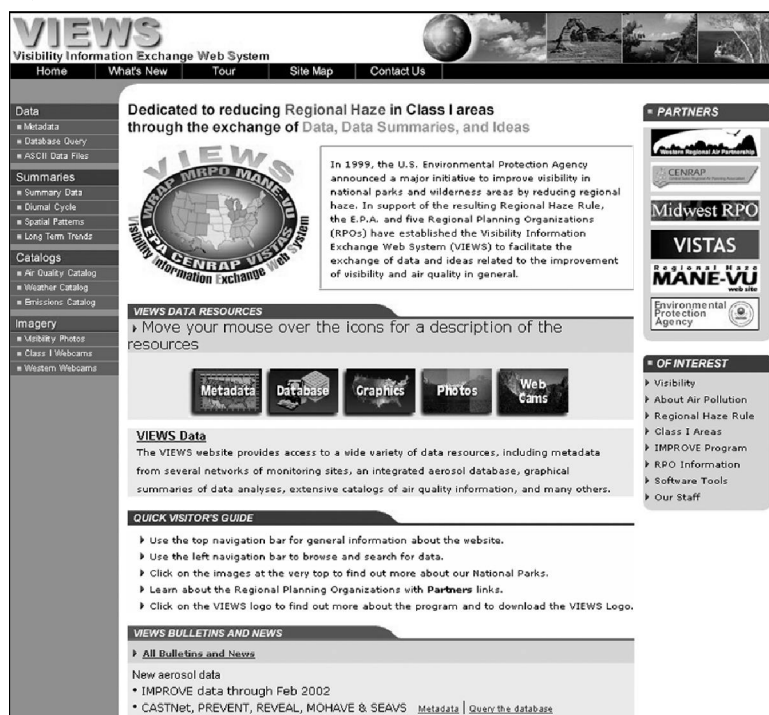 VIEWS
Visibility Information Exchange Web System
Home What's New Tour Site Map Contact Us
Data
Metadata
Database Query
ASCII Data Files
Summaries
Summary Data
Diurnal Cycle
Spatial Patterns
Long Term Trends
Catalogs
Air Quality Catalog
Weather Catalog
Emissions Catalog
Imagery
Visibility Photos
Class I Webcams
Western Webcams
Dedicated to reducing Regional Haze in Class I areas
through the exchange of Data, Data Summaries, and Ideas
VIEWS
WRAP MRPO MANE-VU
EPA CENRAP VISTAS
Visibility Information Exchange Web System
In 1999, the U.S. Environmental Protection Agency
announced a major initiative to improve visibility in
national parks and wilderness areas by reducing regional
haze. In support of the resulting Regional Haze Rule,
the E.P.A. and five Regional Planning Organizations
(RPOs) have established the Visibility Information
Exchange Web System (VIEWS) to facilitate the
exchange of data and ideas related to the improvement
of visibility and air quality in general.
VIEWS DATA RESOURCES
Move your mouse over the icons for a description of the
resources
Metadata Database Graphics Photos Web
Cams
VIEWS Data
The VIEWS website provides access to a wide variety of data resources, including metadata
from several networks of monitoring sites, an integrated aerosol database, graphical
summaries of data analyses, extensive catalogs of air quality information, and many others.
QUICK VISITOR'S GUIDE
Use the top navigation bar for general information about the website.
Use the left navigation bar to browse and search for data.
Click on the images at the very top to find out more about our National Parks.
Learn about the Regional Planning Organizations with Partners links.
Click on the VIEWS logo to find out more about the program and to download the VIEWS Logo.
VIEWS BULLETINS AND NEWS
All Bulletins and News
New aerosol data
• IMPROVE data through Feb 2002
• CASTNet, PREVENT, REVEAL, MOHAVE & SEAVS Metadata | Query the database
PARTNERS
Western Regional Air Partnership
CENRAP
Midwest RPO
VISTAS
Regional Haze
MANE-VU
web site
Environmental
Protection
Agency
OF INTEREST
Visibility
About Air Pollution
Regional Haze Rule
Class I Areas
IMPROVE Program
RPO Information
Software Tools
Our Staff